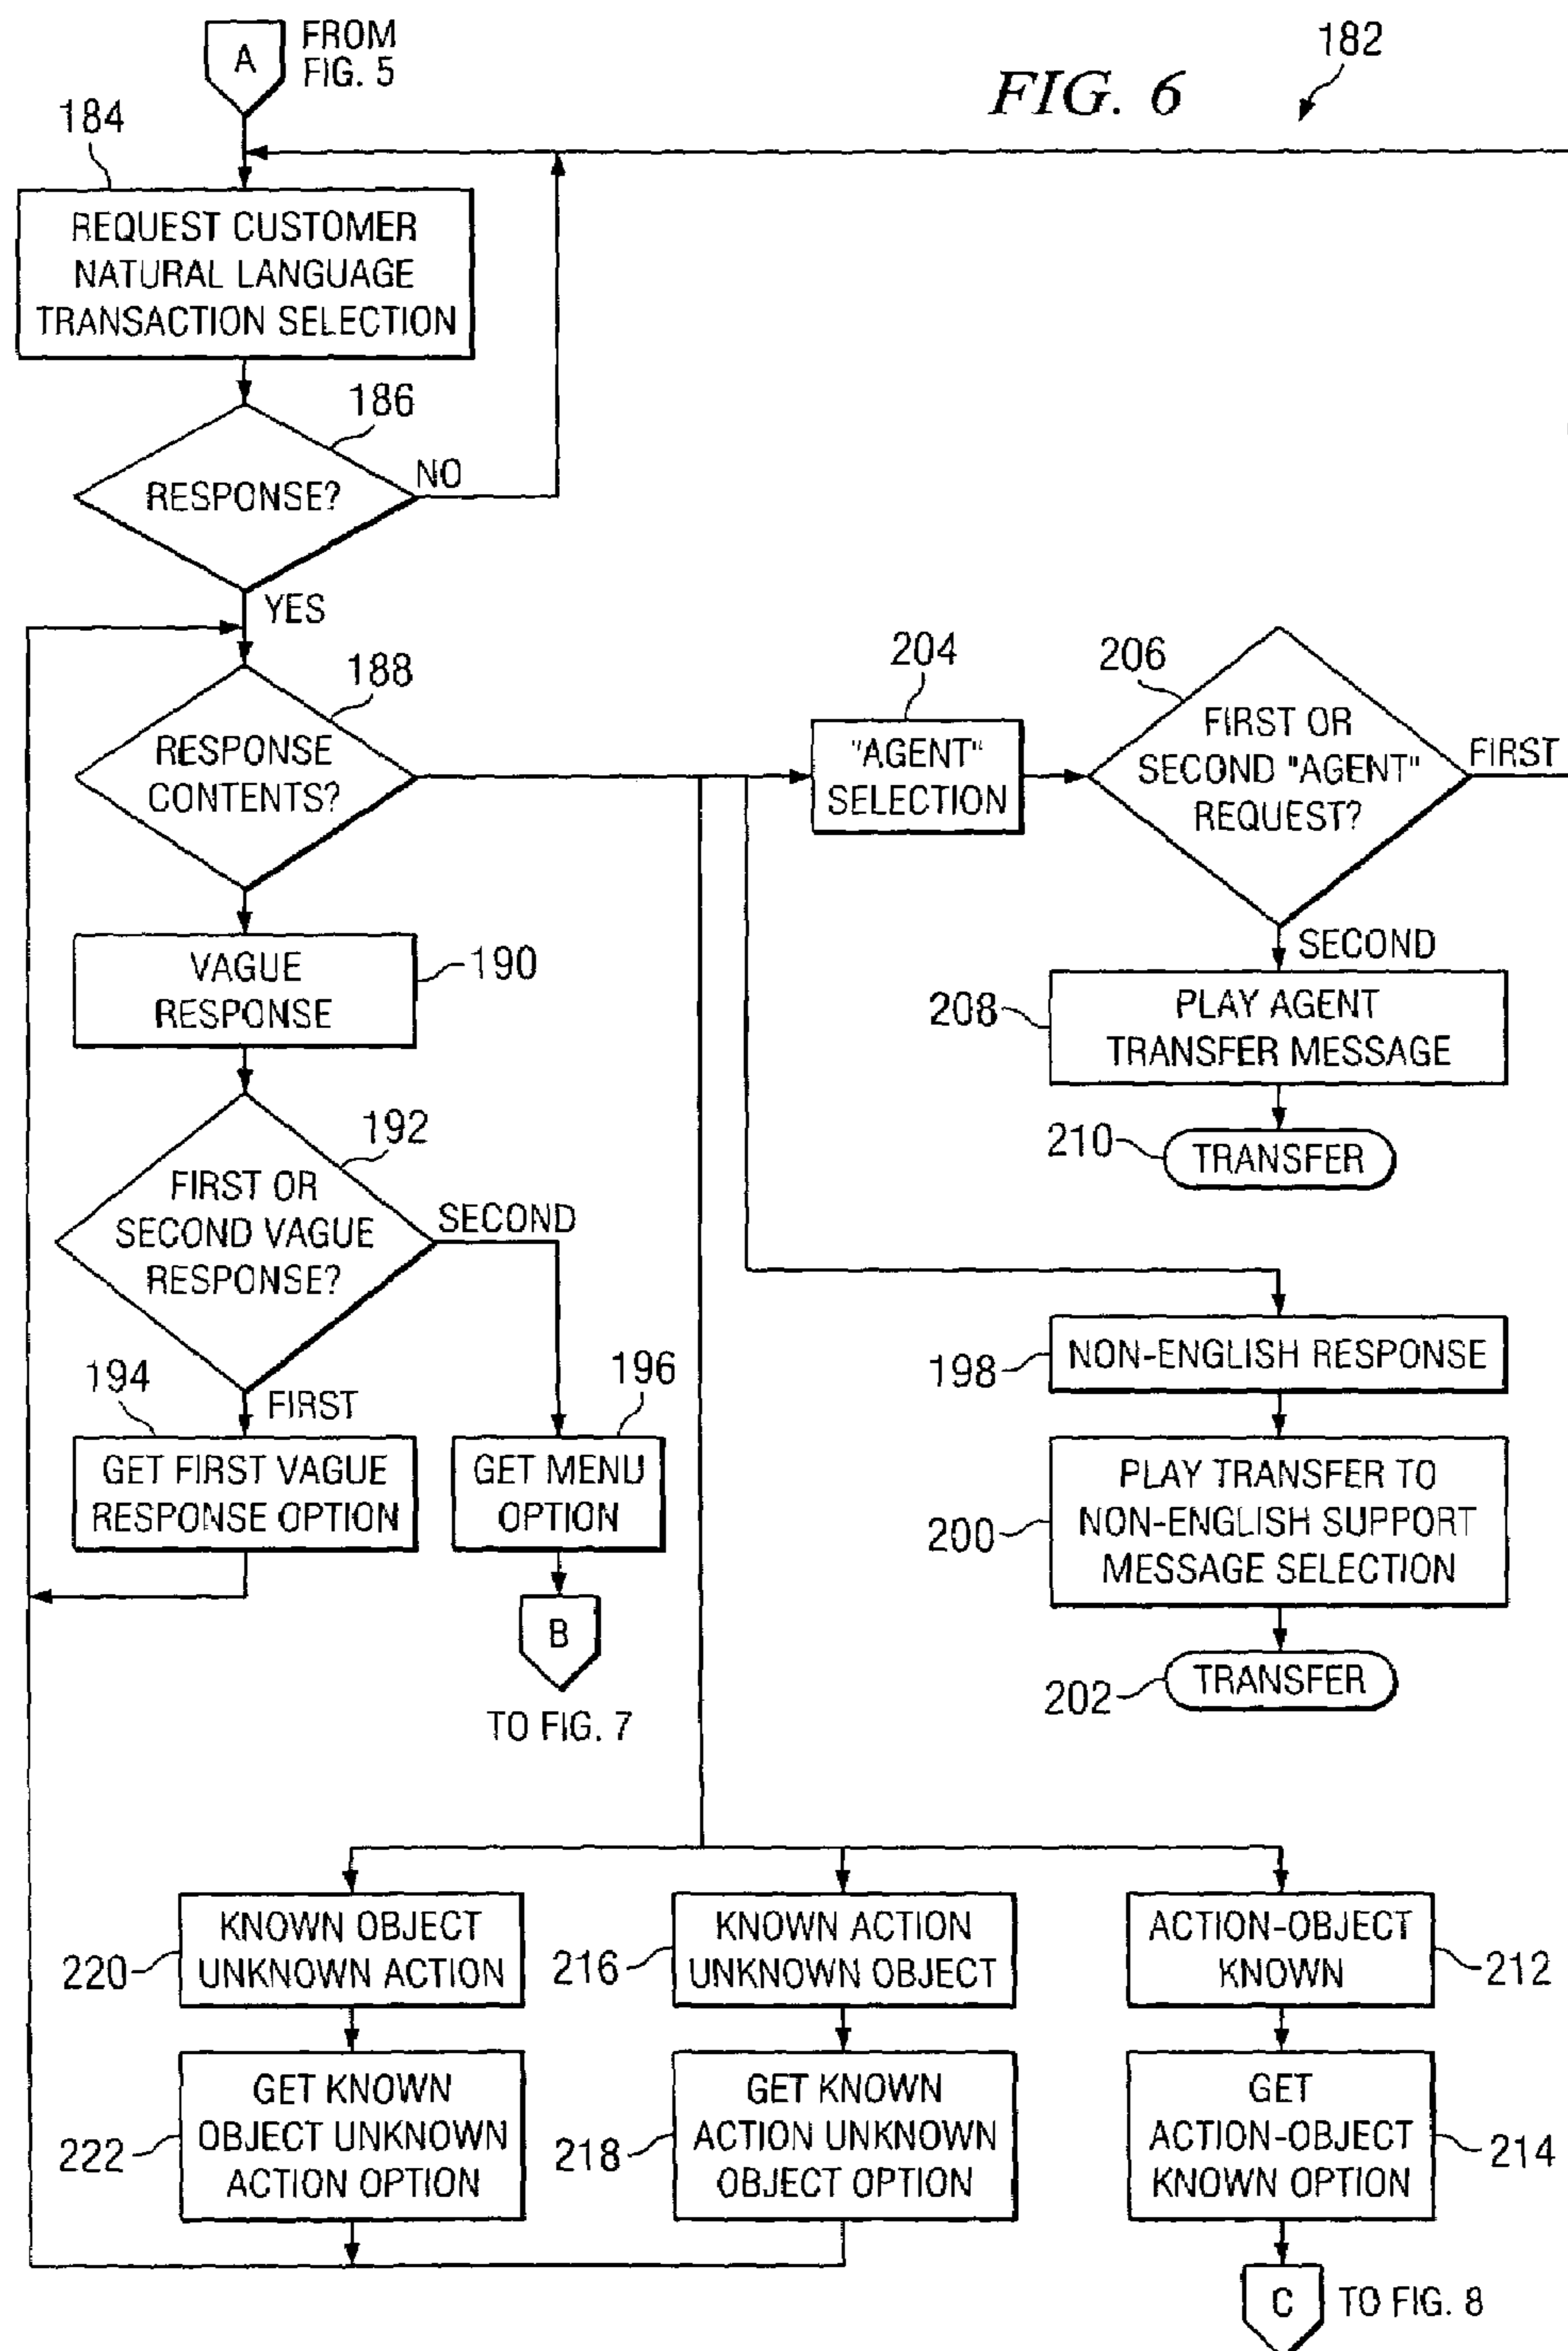 A
FROM
FIG. 5
FIG. 6
182
184
REQUEST CUSTOMER
NATURAL LANGUAGE
TRANSACTION SELECTION
186
RESPONSE?
NO
YES
188
RESPONSE
CONTENTS?
204
"AGENT"
SELECTION
206
FIRST OR
SECOND "AGENT"
REQUEST?
FIRST
SECOND
VAGUE
RESPONSE
190
208
PLAY AGENT
TRANSFER MESSAGE
210
TRANSFER
192
FIRST OR
SECOND VAGUE
RESPONSE?
SECOND
FIRST
194
GET FIRST VAGUE
RESPONSE OPTION
196
GET MENU
OPTION
B
TO FIG. 7
198
NON-ENGLISH RESPONSE
200
PLAY TRANSFER TO
NON-ENGLISH SUPPORT
MESSAGE SELECTION
202
TRANSFER
220
KNOWN OBJECT
UNKNOWN ACTION
216
KNOWN ACTION
UNKNOWN OBJECT
ACTION-OBJECT
KNOWN
212
222
GET KNOWN
OBJECT UNKNOWN
ACTION OPTION
218
GET KNOWN
ACTION UNKNOWN
OBJECT OPTION
GET
ACTION-OBJECT
KNOWN OPTION
214
C
TO FIG. 8